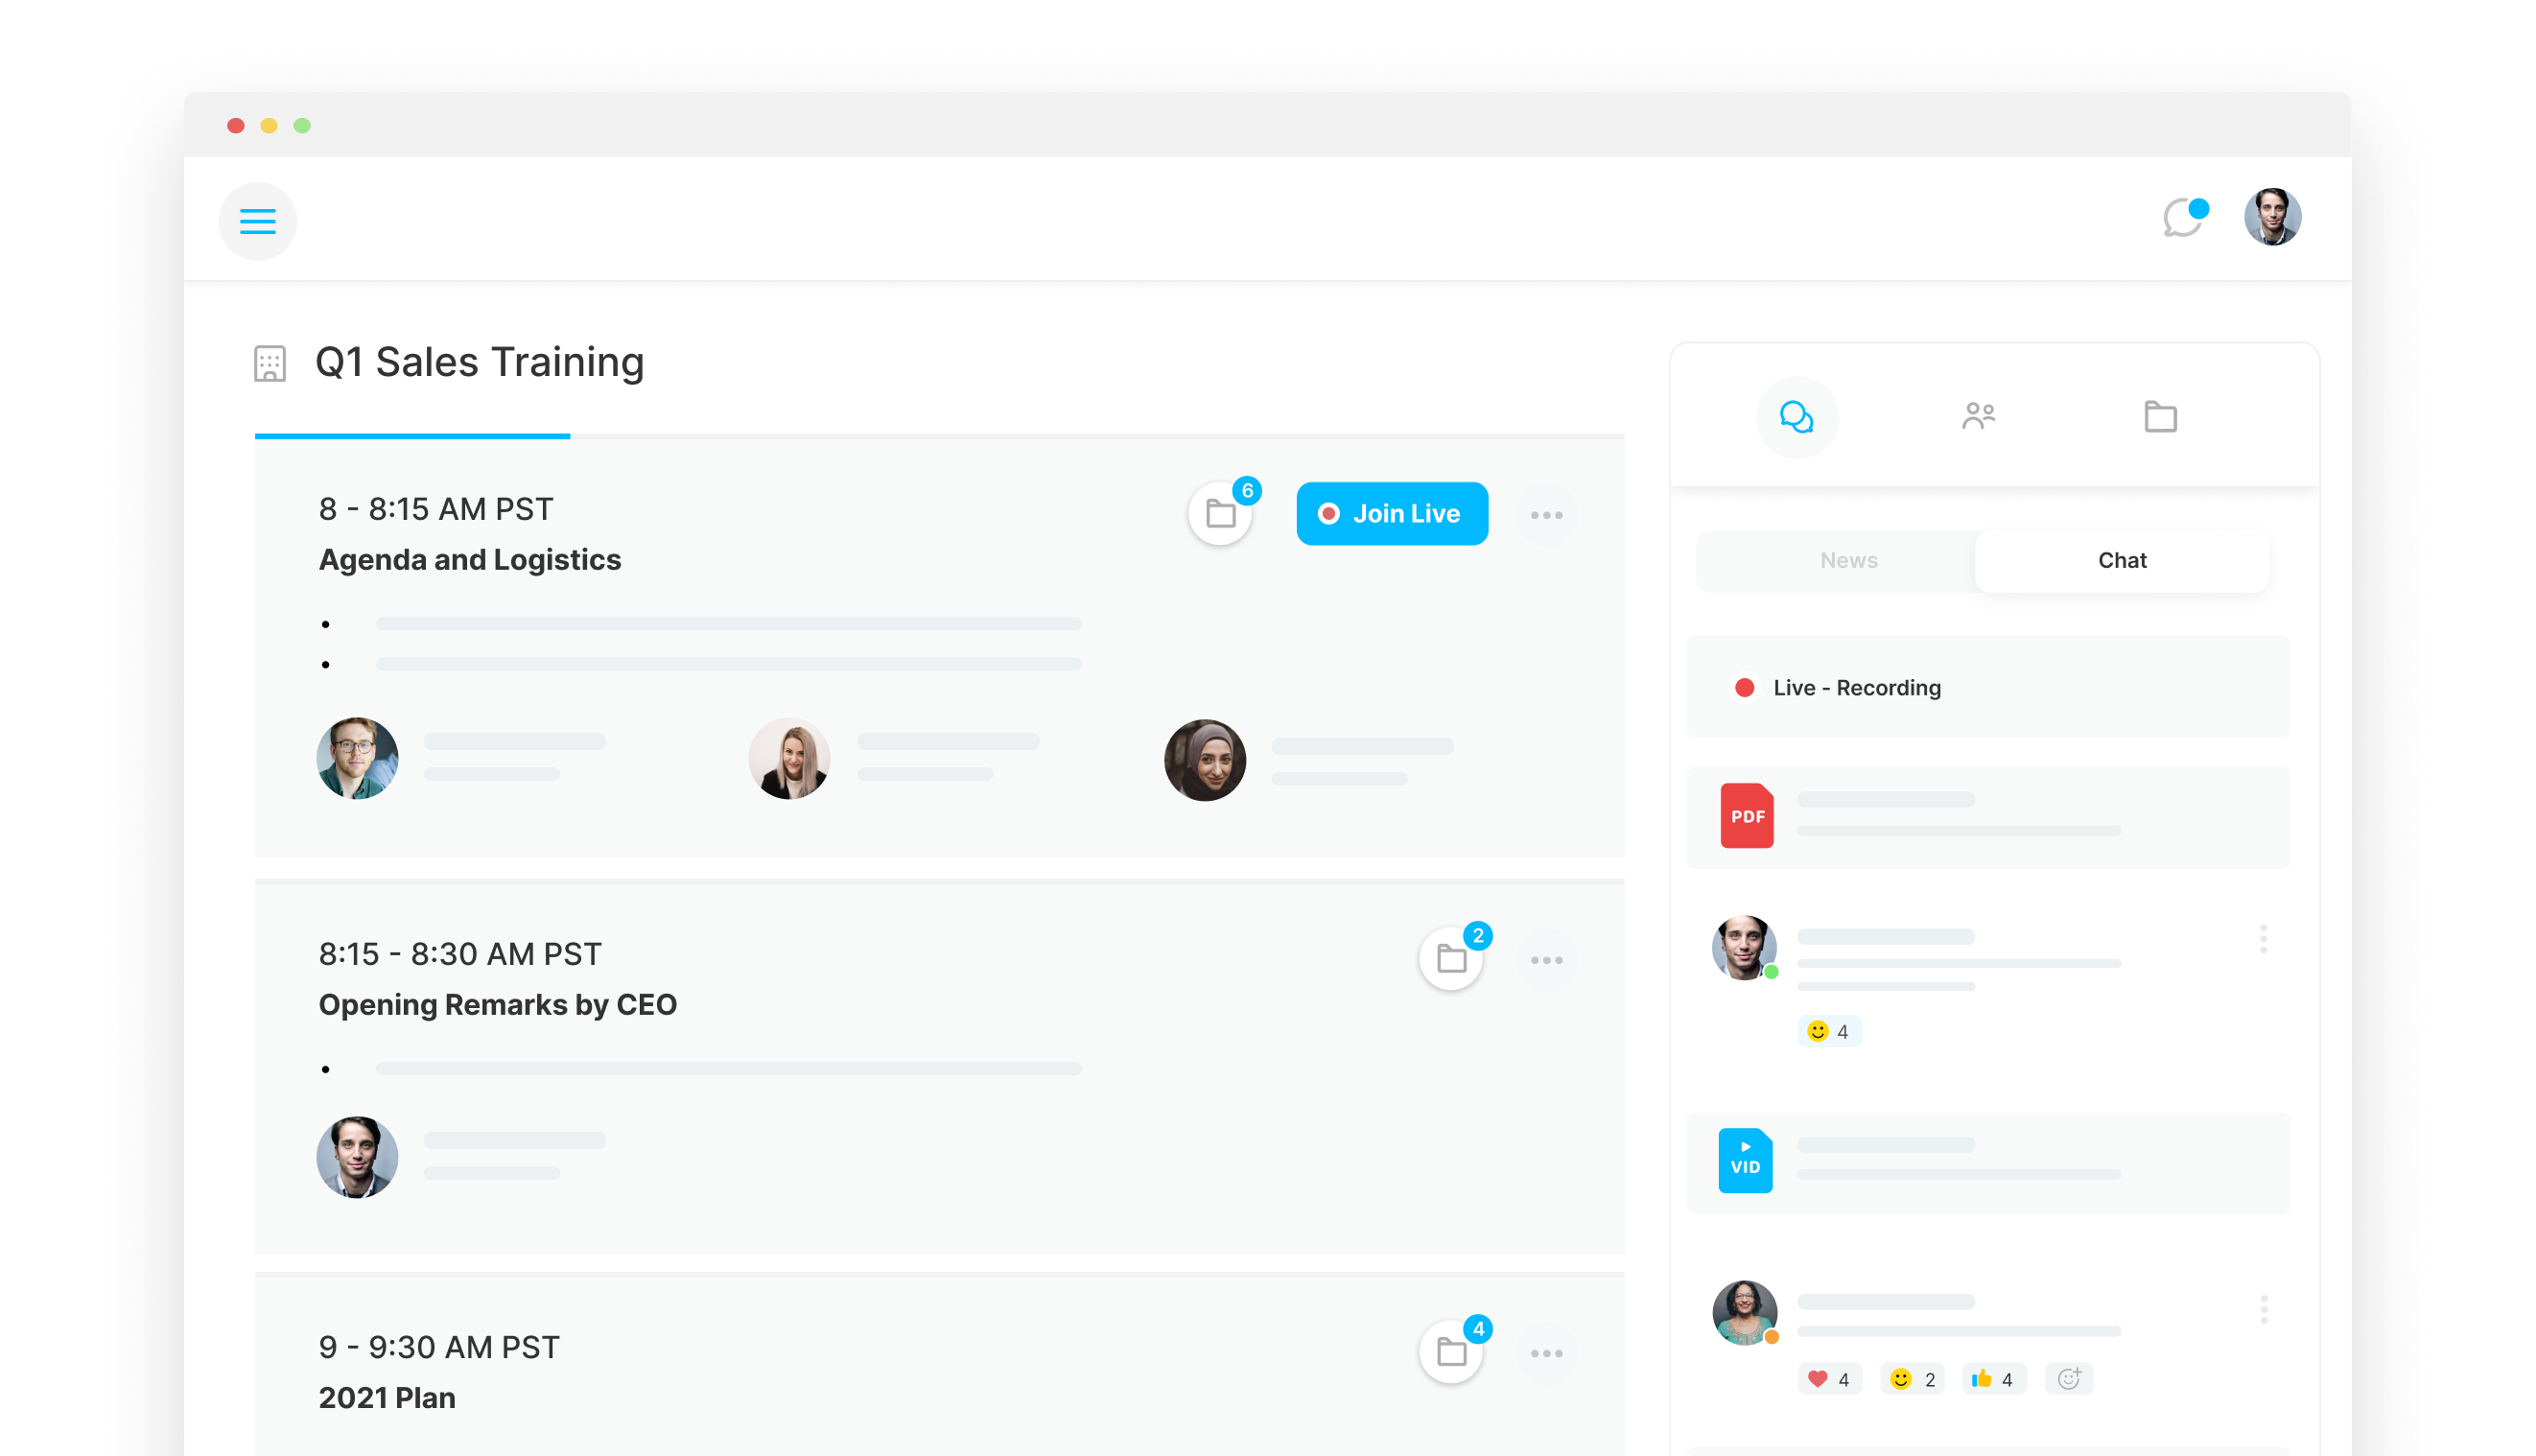 Q1 Sales Training
8 - 8:15 AM PST
6
Join Live
Agenda and Logistics
8:15 - 8:30 AM PST
2
Opening Remarks by CEO
9 - 9:30 AM PST
4
2021 Plan
News
Chat
Live - Recording
PDF
4
VID
4
2
4